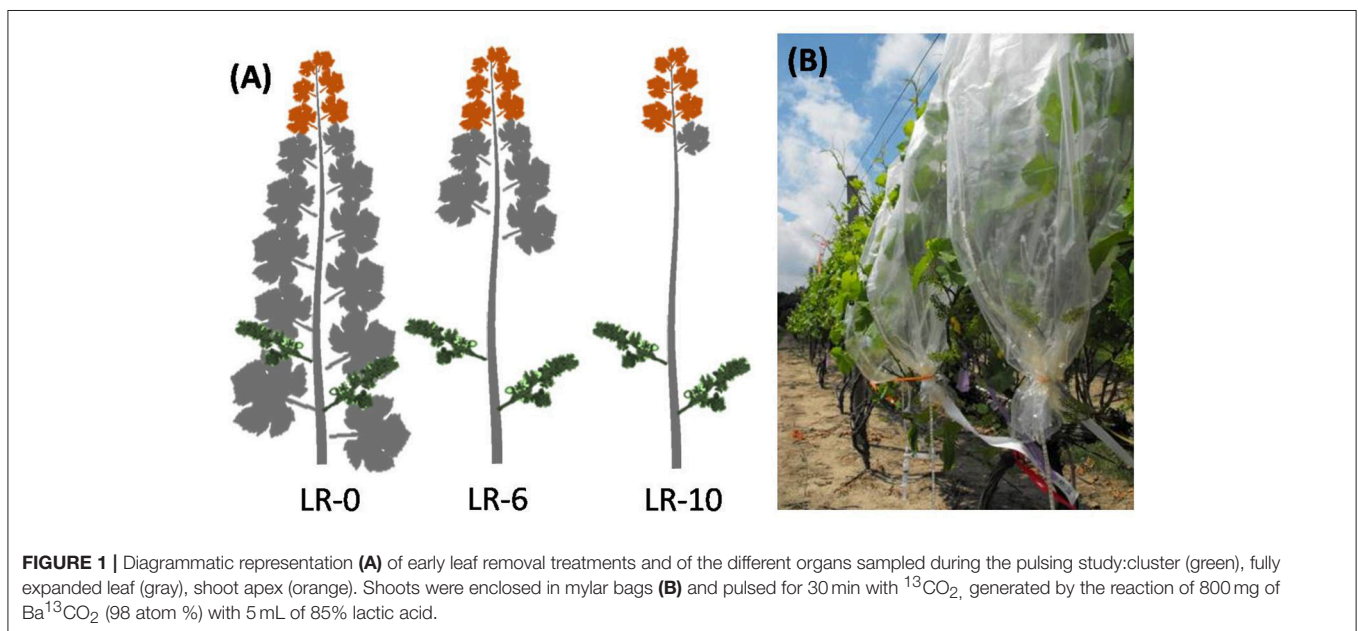 (A)
(B)
LR-0
LR-6
LR-10
FIGURE 1 | Diagrammatic representation (A) of early leaf removal treatments and of the different organs sampled during the pulsing study:cluster (green), fully
expanded leaf (gray), shoot apex (orange). Shoots were enclosed in mylar bags (B) and pulsed for 30 min with ¹³CO₂, generated by the reaction of 800 mg of
Ba¹³CO₂ (98 atom %) with 5 mL of 85% lactic acid.